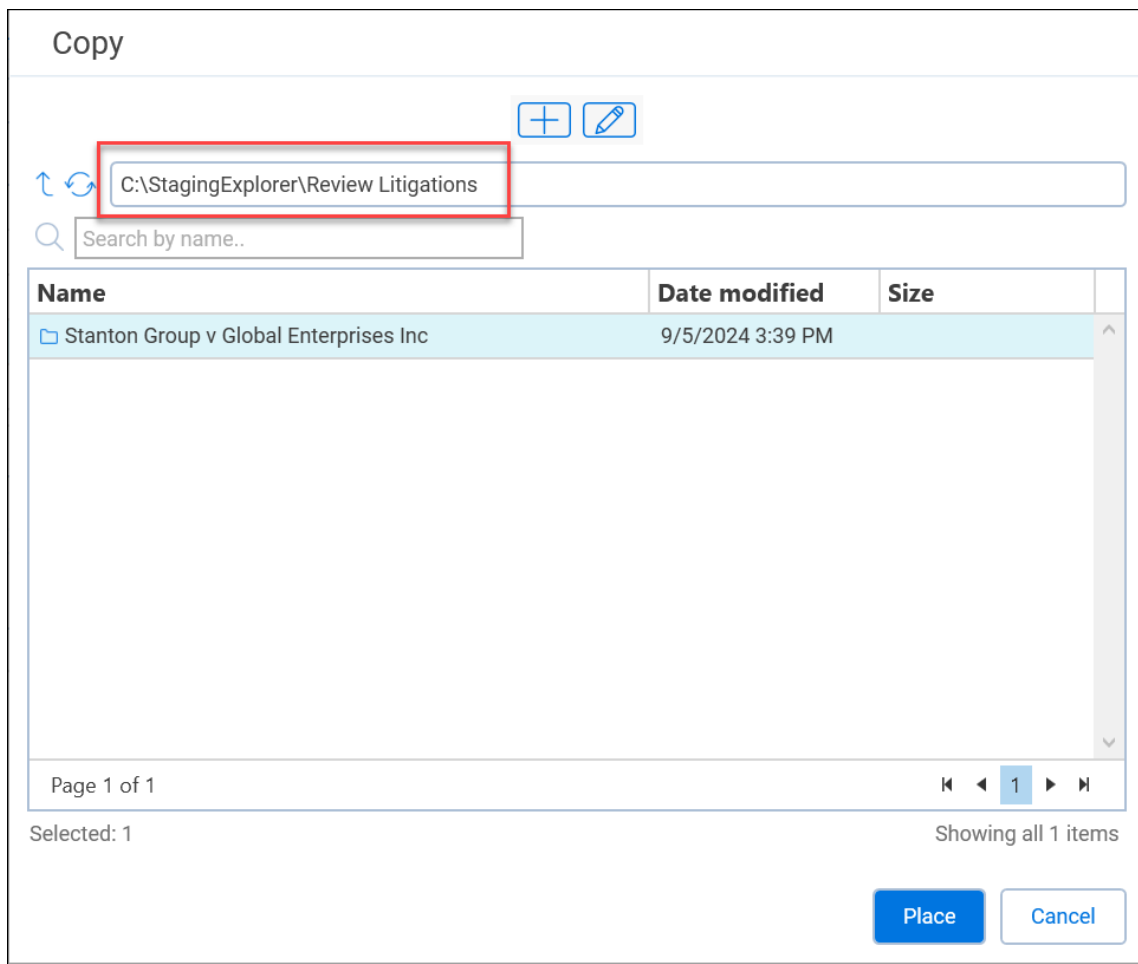 Copy
C:\StagingExplorer\Review Litigations
Search by name..
Name Date modified Size
Stanton Group v Global Enterprises Inc 9/5/2024 3:39 PM
Page 1 of 1 1
Selected: 1 Showing all 1 items
Place Cancel